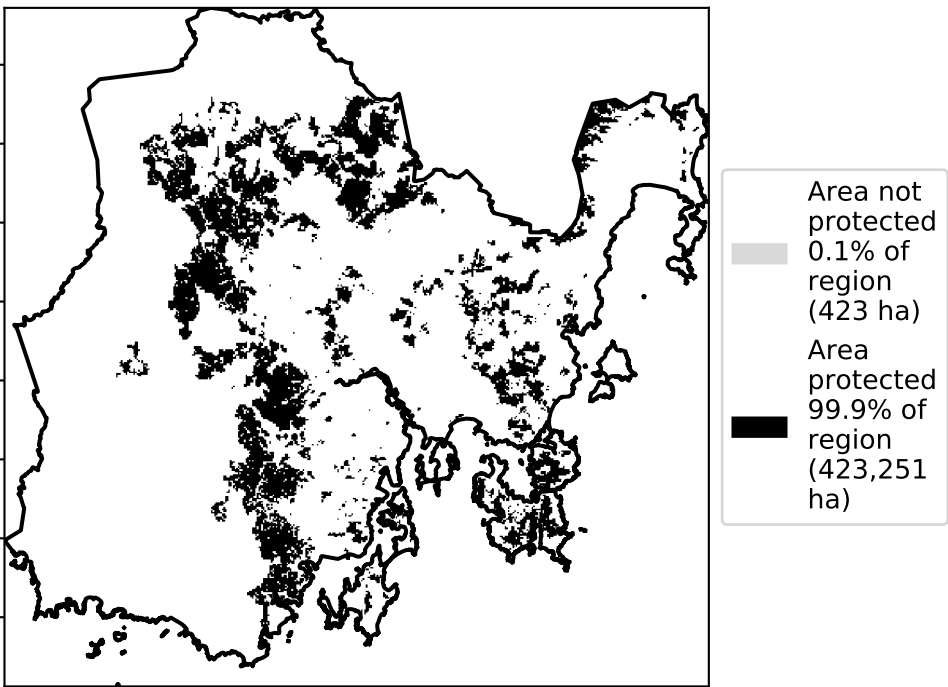 Area not
protected
0.1% of
region
(423 ha)
Area
protected
99.9% of
region
(423,251
ha)